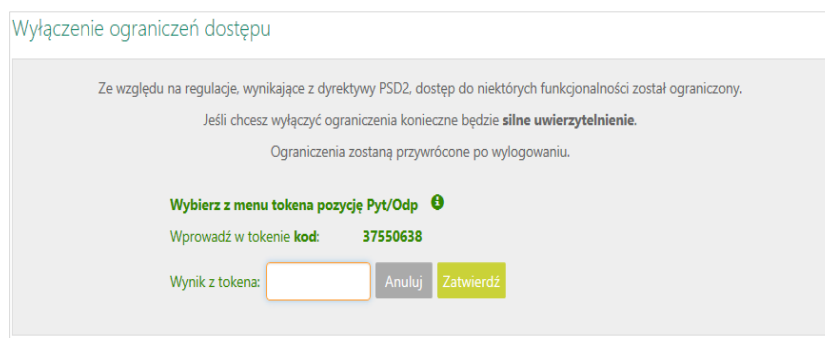 Wyłączenie ograniczeń dostępu
Ze względu na regulacje, wynikające z dyrektywy PSD2, dostęp do niektórych funkcjonalności został ograniczony.
Jeśli chcesz wyłączyć ograniczenia konieczne będzie silne uwierzytelnienie.
Ograniczenia zostaną przywrócone po wylogowaniu.
Wybierz z menu tokena pozycję Pyt/Odp
Wprowadź w tokenie kod: 37550638
Wynik z tokena: Anuluj Zatwierdź